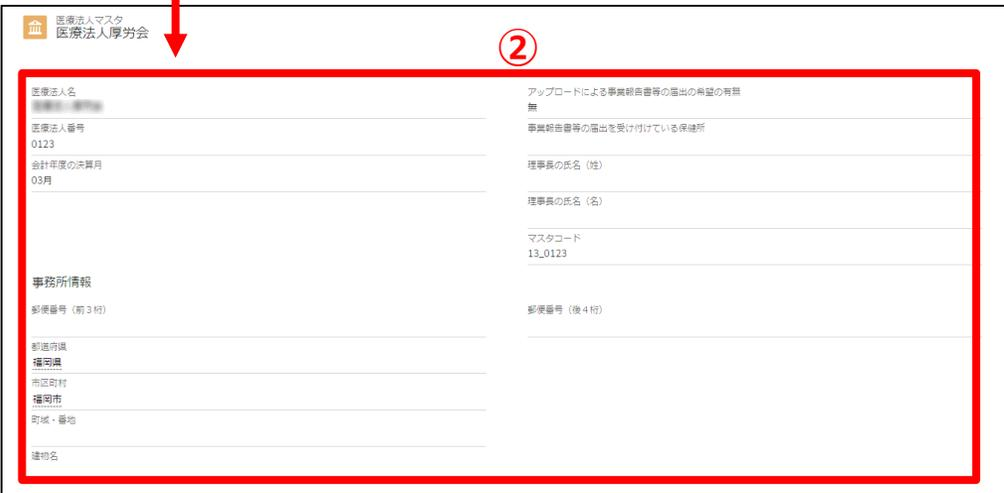 医療法人マスタ
医療法人厚労会
②
医療法人名
アップロードによる事業報告書等の届出の希望の有無
無
医療法人番号
0123
事業報告書等の届出を受け付けている保健所
会計年度の決算月
03月
理事長の氏名（姓）
理事長の氏名（名）
マスタコード
13_0123
事務所情報
郵便番号（前３桁）
郵便番号（後４桁）
都道府県
福岡県
市区町村
福岡市
町域・番地
建物名